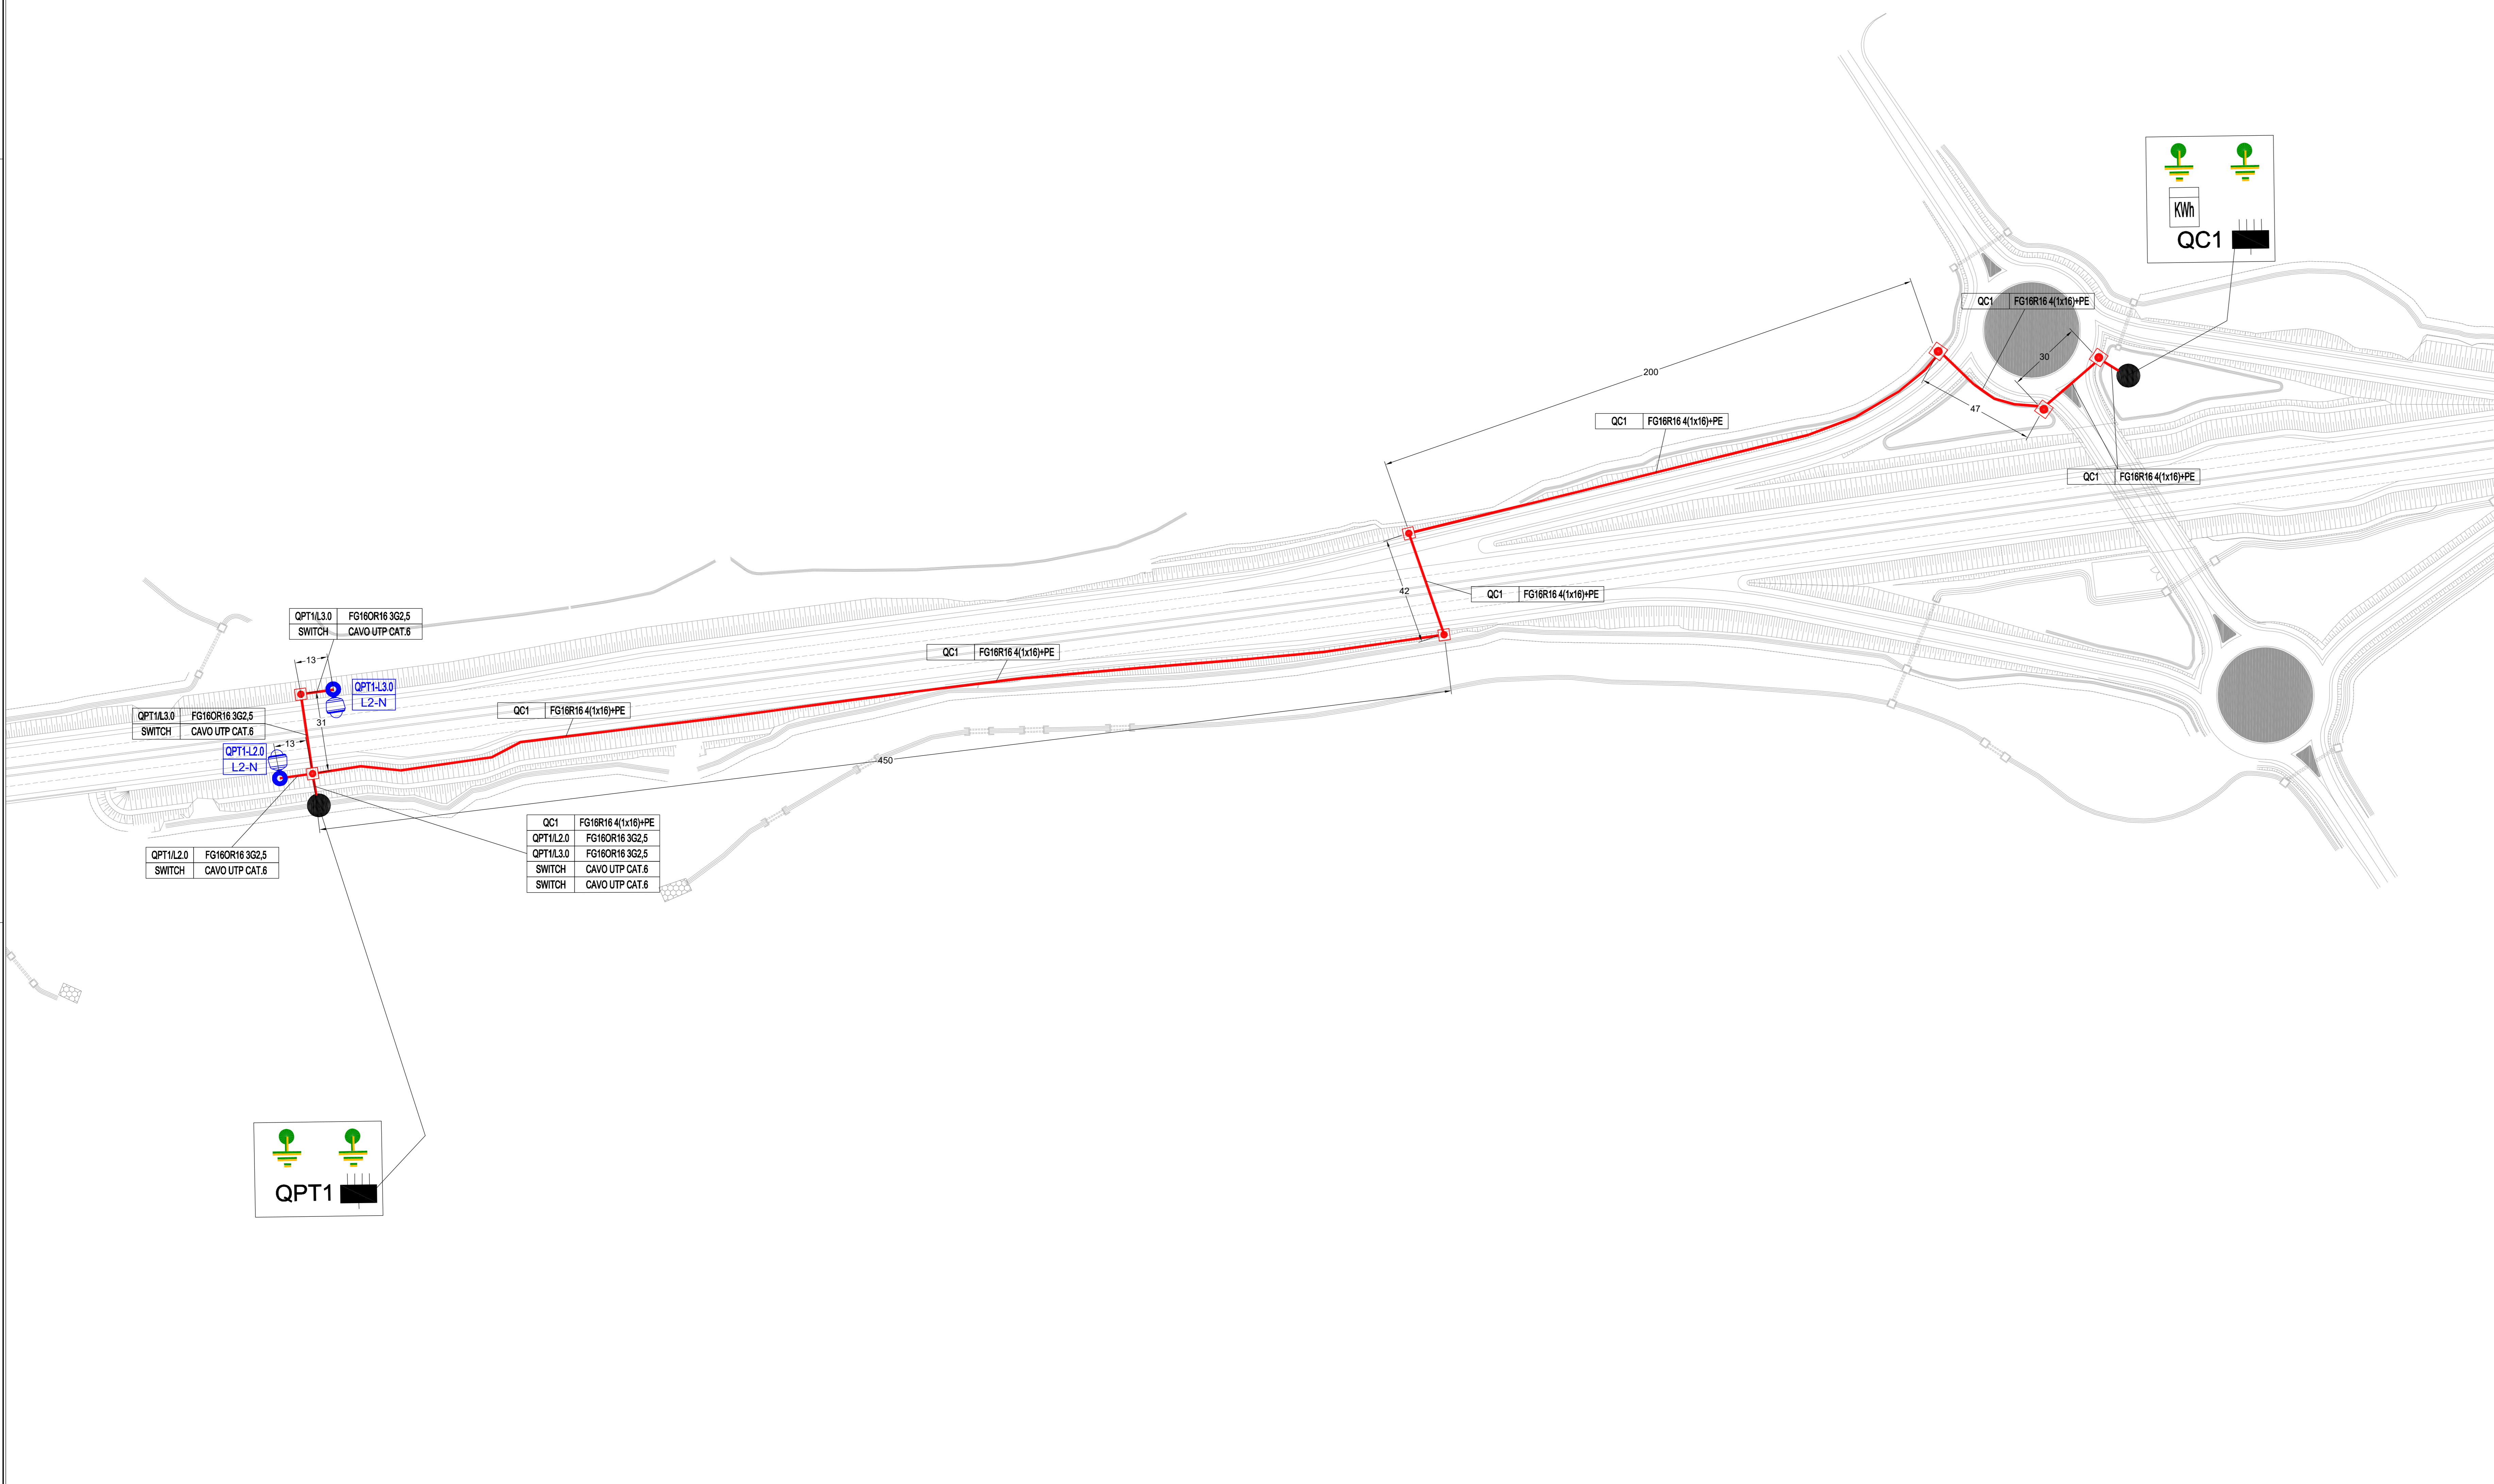 KWh
QC1
QC1 FG16R16 4(1x16)+PE
30
200
47
QC1 FG16R16 4(1x16)+PE
QC1 FG16R16 4(1x16)+PE
42
QC1 FG16R16 4(1x16)+PE
QPT1/L3.0 FG16OR16 3G2,5
SWITCH CAVO UTP CAT.6
QC1 FG16R16 4(1x16)+PE
13
QPT1-L3.0
L2-N
QC1 FG16R16 4(1x16)+PE
QPT1/L3.0 FG16OR16 3G2,5
SWITCH CAVO UTP CAT.6
31
13
QPT1-L2.0
L2-N
450
QC1 FG16R16 4(1x16)+PE
QPT1/L2.0 FG16OR16 3G2,5
QPT1/L3.0 FG16OR16 3G2,5
SWITCH CAVO UTP CAT.6
SWITCH CAVO UTP CAT.6
QPT1/L2.0 FG16OR16 3G2,5
SWITCH CAVO UTP CAT.6
QPT1